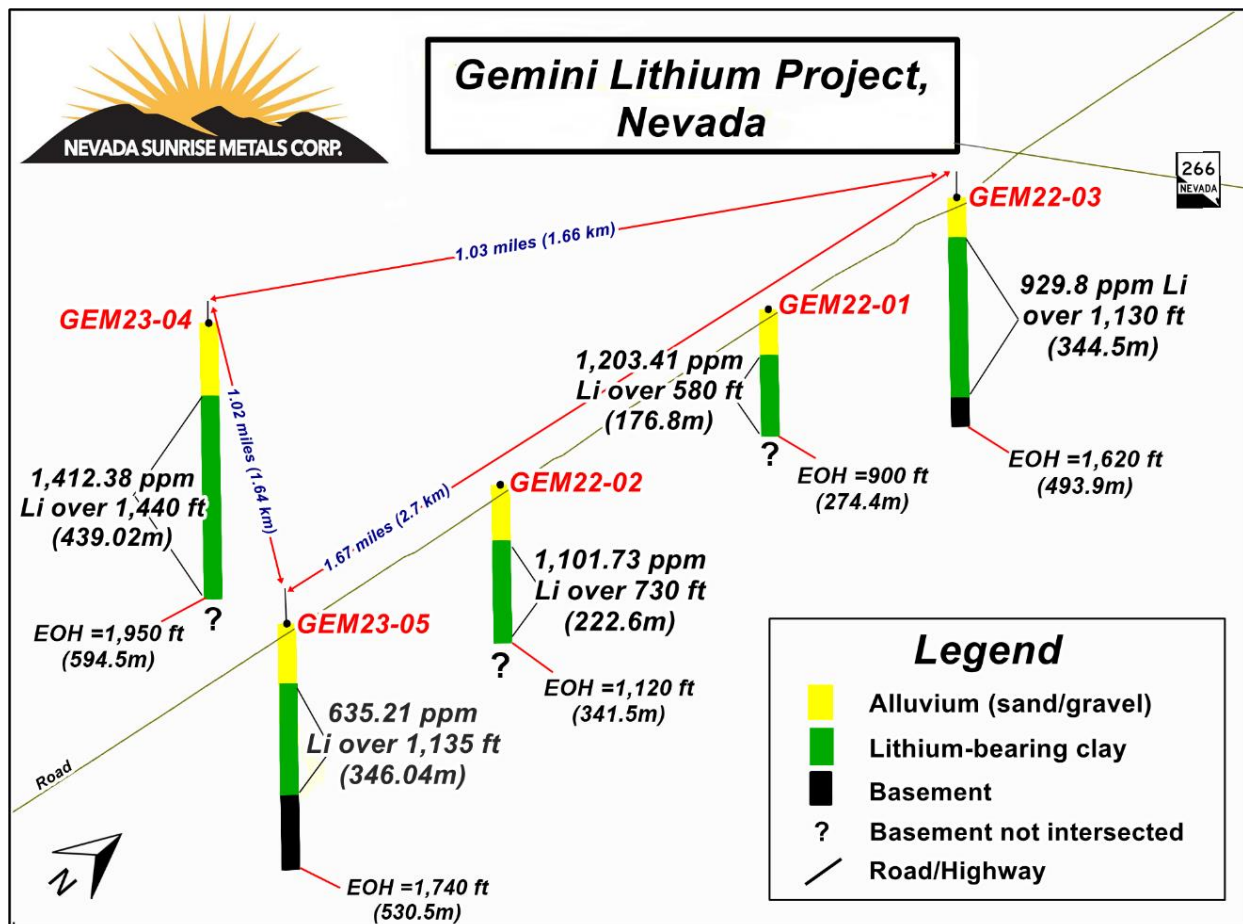 NEVADA SUNRISE METALS CORP.
Gemini Lithium Project,
Nevada
266
NEVADA
GEM22-03
1.03 miles (1.66 km)
929.8 ppm Li
over 1,130 ft
(344.5m)
EOH =1,620 ft
(493.9m)
GEM23-04
GEM22-01
1,203.41 ppm
Li over 580 ft
(176.8m)
?
EOH =900 ft
(274.4m)
1.02 miles (1.64 km)
1.67 miles (2.7 km)
1,412.38 ppm
Li over 1,440 ft
(439.02m)
?
EOH =1,950 ft
(594.5m)
GEM22-02
1,101.73 ppm
Li over 730 ft
(222.6m)
?
EOH =1,120 ft
(341.5m)
GEM23-05
635.21 ppm
Li over 1,135 ft
(346.04m)
EOH =1,740 ft
(530.5m)
Road
N
Legend
Alluvium (sand/gravel)
Lithium-bearing clay
Basement
? Basement not intersected
Road/Highway